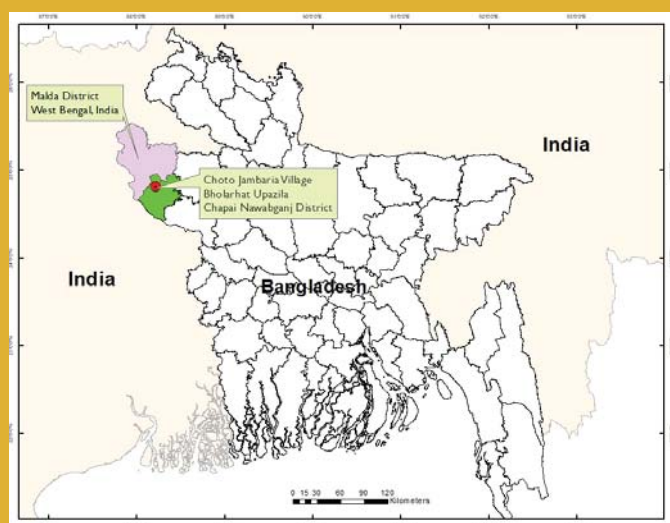 Malda District
West Bengal, India
India
Choto Jambaria Village
Bholarhat Upazila
Chapai Nawabganj District
India
Bangladesh
0 15 30 60 90 120
Kilometers